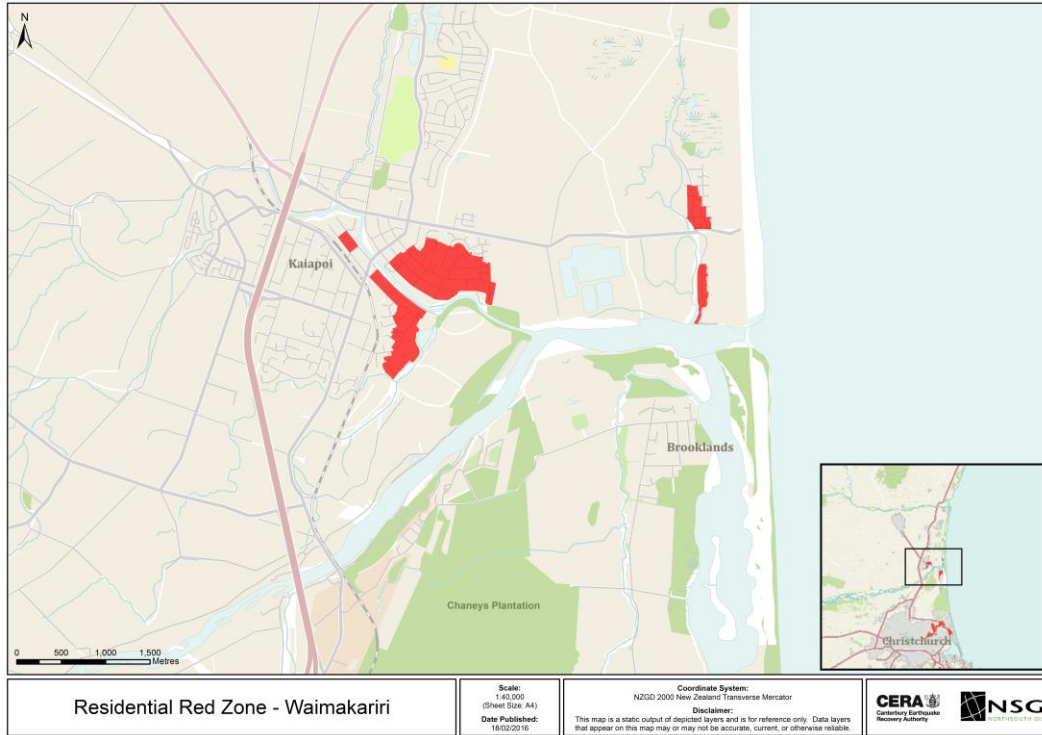 N
Kaiapoi
Brooklands
Chaneys Plantation
Christchurch
0 500 1,000 1,500
Metres
Residential Red Zone - Waimakariri
Scale:
1:40,000
(Sheet Size: A4)
Date Published:
18/02/2016
Coordinate System:
NZGD 2000 New Zealand Transverse Mercator
Disclaimer:
This map is a static output of depicted layers and is for reference only. Data layers
that appear on this map may or may not be accurate, current, or otherwise reliable.
CERA
Canterbury Earthquake
Recovery Authority
NSG